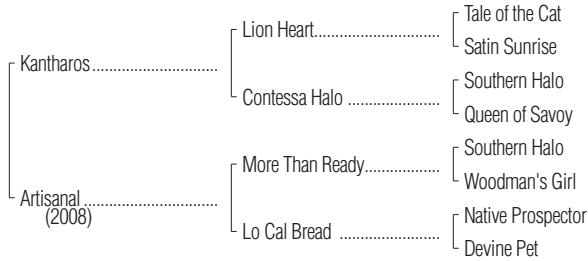 Tale of the Cat
Lion Heart
Satin Sunrise
Kantharos
Southern Halo
Contessa Halo
Queen of Savoy
Southern Halo
More Than Ready
Woodman's Girl
Artisanal
(2008)
Native Prospector
Lo Cal Bread
Devine Pet